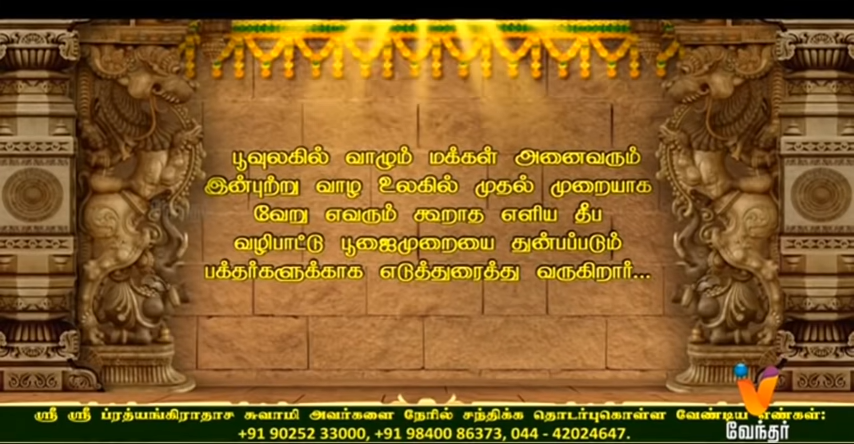 பூவுலகில் வாழும் மக்கள் அனைவரும்
இன்புற்று வாழ உலகில் முதல் முறையாக
வேறு எவரும் கூறாத எளிய தீப
வழிபாட்டு பூஜைமுறையை துன்பப்படும்
பக்தர்களுக்காக எடுத்துரைத்து வருகிறார்...
ஸ்ரீ ஸ்ரீ ப்ரத்யங்கிராதாச சுவாமி அவர்களை நேரில் சந்திக்க தொடர்புகொள்ள வேண்டிய எண்கள்:
+91 90252 33000, +91 98400 86373, 044 - 42024647.
வேந்தர்